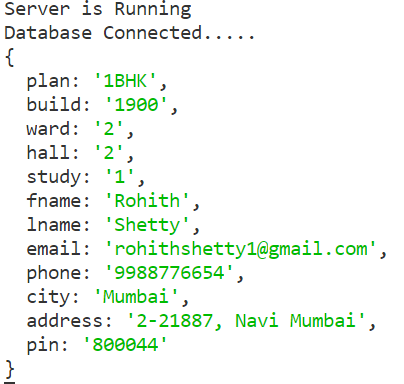 Server is Running
Database Connected.....
{
  plan: '1BHK',
  build: '1900',
  ward: '2',
  hall: '2',
  study: '1',
  fname: 'Rohith',
  lname: 'Shetty',
  email: 'rohithshetty1@gmail.com',
  phone: '9988776654',
  city: 'Mumbai',
  address: '2-21887, Navi Mumbai',
  pin: '800044'
}